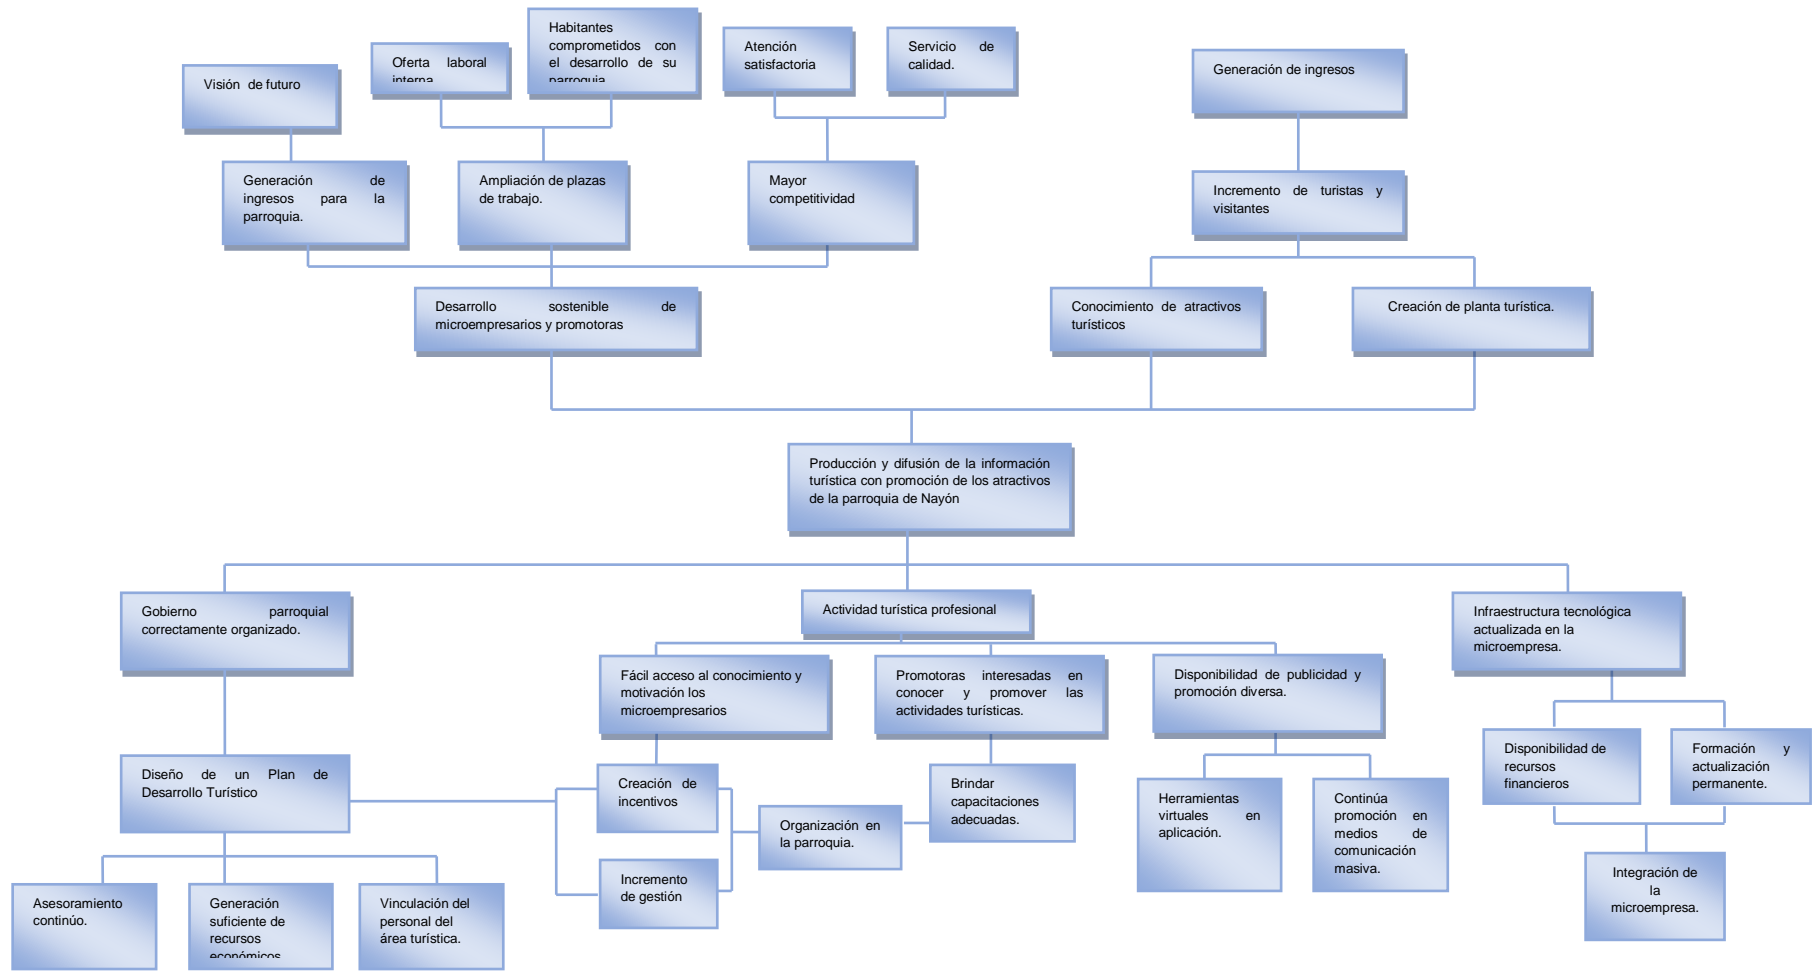 Visión de futuro
Oferta laboral
interna
Habitantes
comprometidos con
el desarrollo de su
parroquia
Atención
satisfactoria
Servicio de
calidad.
Generación de ingresos
Generación de
ingresos para la
parroquia.
Ampliación de plazas
de trabajo.
Mayor
competitividad
Incremento de turistas y
visitantes
Desarrollo sostenible de
microempresarios y promotoras
Conocimiento de atractivos
turísticos
Creación de planta turística.
Producción y difusión de la información
turística con promoción de los atractivos
de la parroquia de Nayón
Gobierno parroquial
correctamente organizado.
Actividad turística profesional
Infraestructura tecnológica
actualizada en la
microempresa.
Fácil acceso al conocimiento y
motivación los
microempresarios
Promotoras interesadas en
conocer y promover las
actividades turísticas.
Disponibilidad de publicidad y
promoción diversa.
Diseño de un Plan de
Desarrollo Turístico
Creación de
incentivos
Organización en
la parroquia.
Brindar
capacitaciones
adecuadas.
Herramientas
virtuales en
aplicación.
Continúa
promoción en
medios de
comunicación
masiva.
Disponibilidad de
recursos
financieros
Formación y
actualización
permanente.
Asesoramiento
continúo.
Generación
suficiente de
recursos
económicos
Vinculación del
personal del
área turística.
Incremento
de gestión
Integración de
la
microempresa.